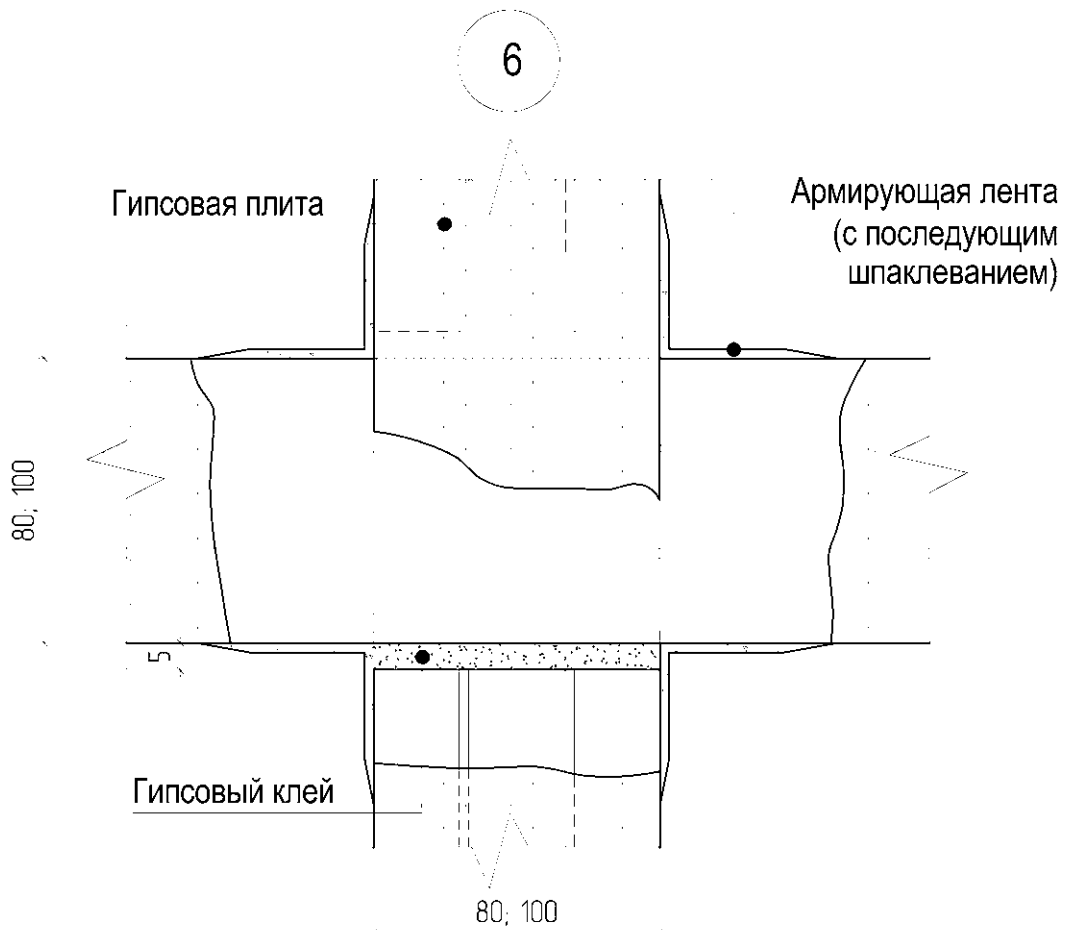 6
Гипсовая плита
Армирующая лента
(с последующим
шпаклеванием)
80; 100
5
Гипсовый клей
80; 100